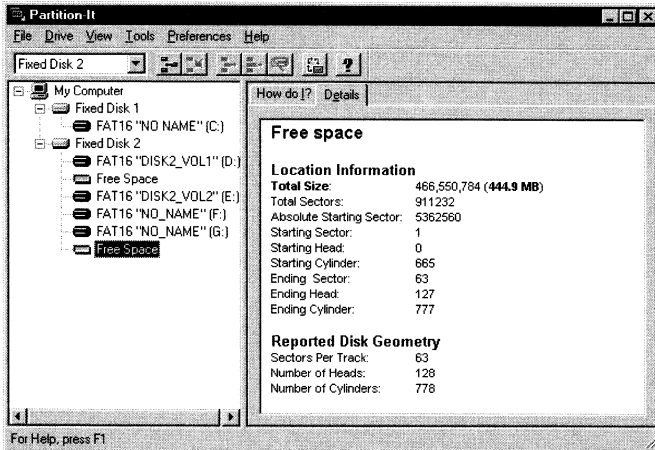 Partition-It
File Drive View Tools Preferences Help
Fixed Disk 2
My Computer
Fixed Disk 1
FAT16 "NO NAME" (C:)
Fixed Disk 2
FAT16 "DISK2_VOL1" (D:)
Free Space
FAT16 "DISK2_VOL2" (E:)
FAT16 "NO_NAME" (F:)
FAT16 "NO_NAME" (G:)
Free Space
How do I? Details
Free space
Location Information
Total Size: 466,550,784 (444.9 MB)
Total Sectors: 911232
Absolute Starting Sector: 5362560
Starting Sector: 1
Starting Head: 0
Starting Cylinder: 665
Ending Sector: 63
Ending Head: 127
Ending Cylinder: 777
Reported Disk Geometry
Sectors Per Track: 63
Number of Heads: 128
Number of Cylinders: 778
For Help, press F1